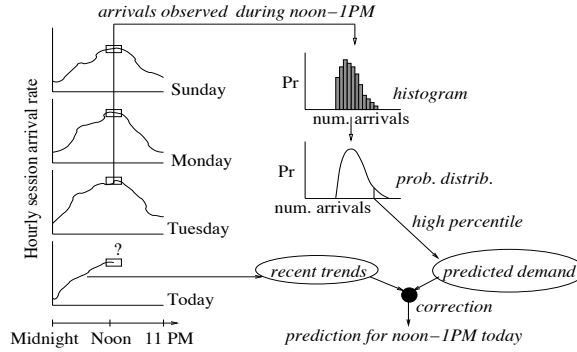 arrivals observed during noon−1PM
Hourly session arrival rate
Sunday
Monday
Tuesday
?
Today
Midnight Noon 11 PM
Pr
histogram
num. arrivals
Pr
prob. distrib.
num. arrivals
high percentile
recent trends
predicted demand
correction
prediction for noon−1PM today